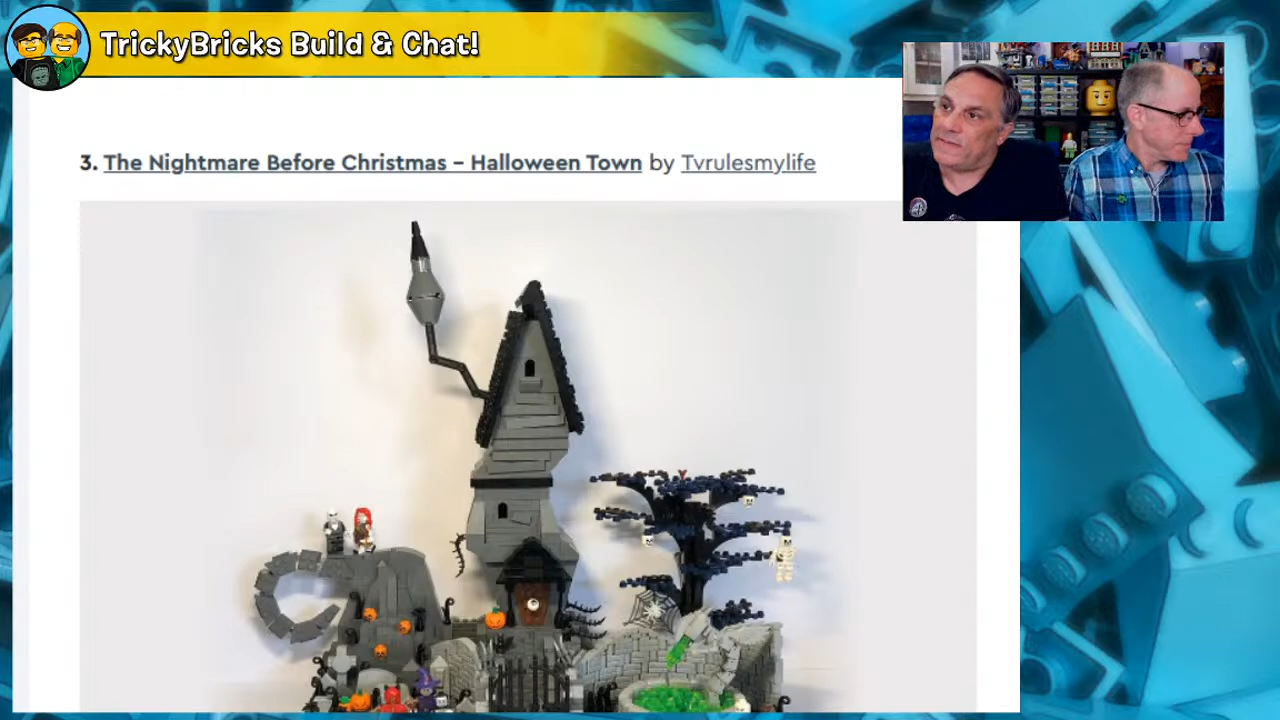 TrickyBricks Build & Chat!
3. The Nightmare Before Christmas – Halloween Town by Tvrulesmylife